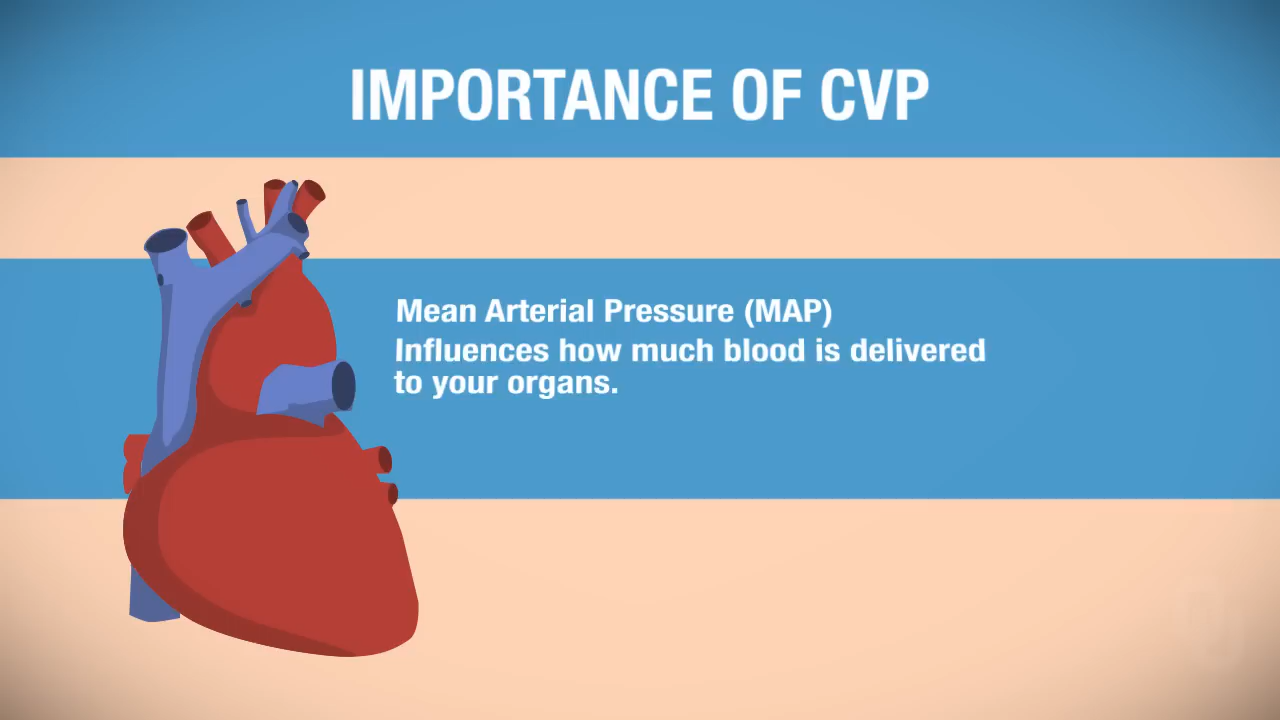 IMPORTANCE OF CVP
Mean Arterial Pressure (MAP)
Influences how much blood is delivered
to your organs.